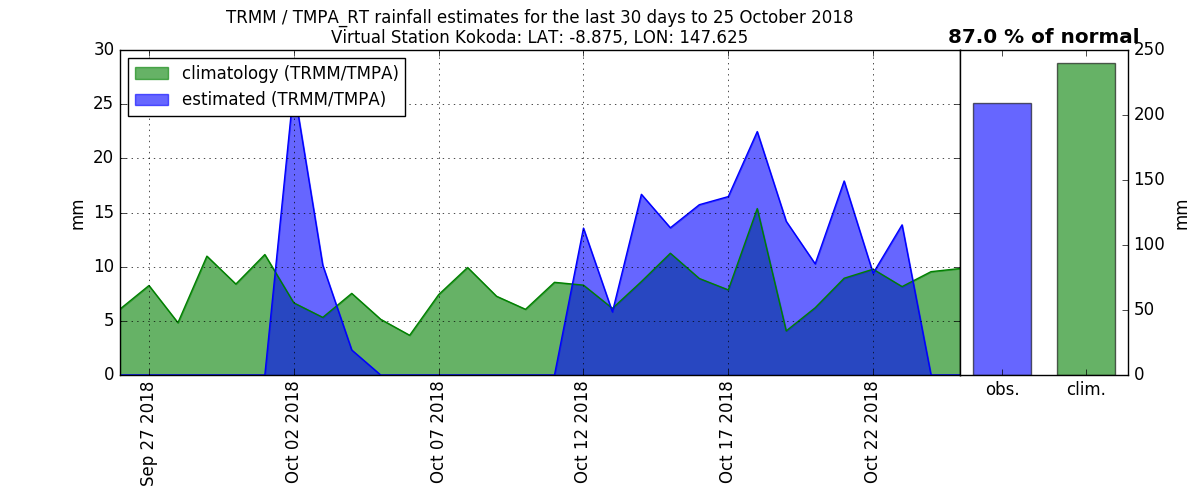 TRMM / TMPA_RT rainfall estimates for the last 30 days to 25 October 2018
Virtual Station Kokoda: LAT: -8.875, LON: 147.625
87.0 % of normal
climatology (TRMM/TMPA)
estimated (TRMM/TMPA)
mm
30
25
20
15
10
5
0
Sep 27 2018
Oct 02 2018
Oct 07 2018
Oct 12 2018
Oct 17 2018
Oct 22 2018
250
200
150
100
50
0
mm
obs.
clim.